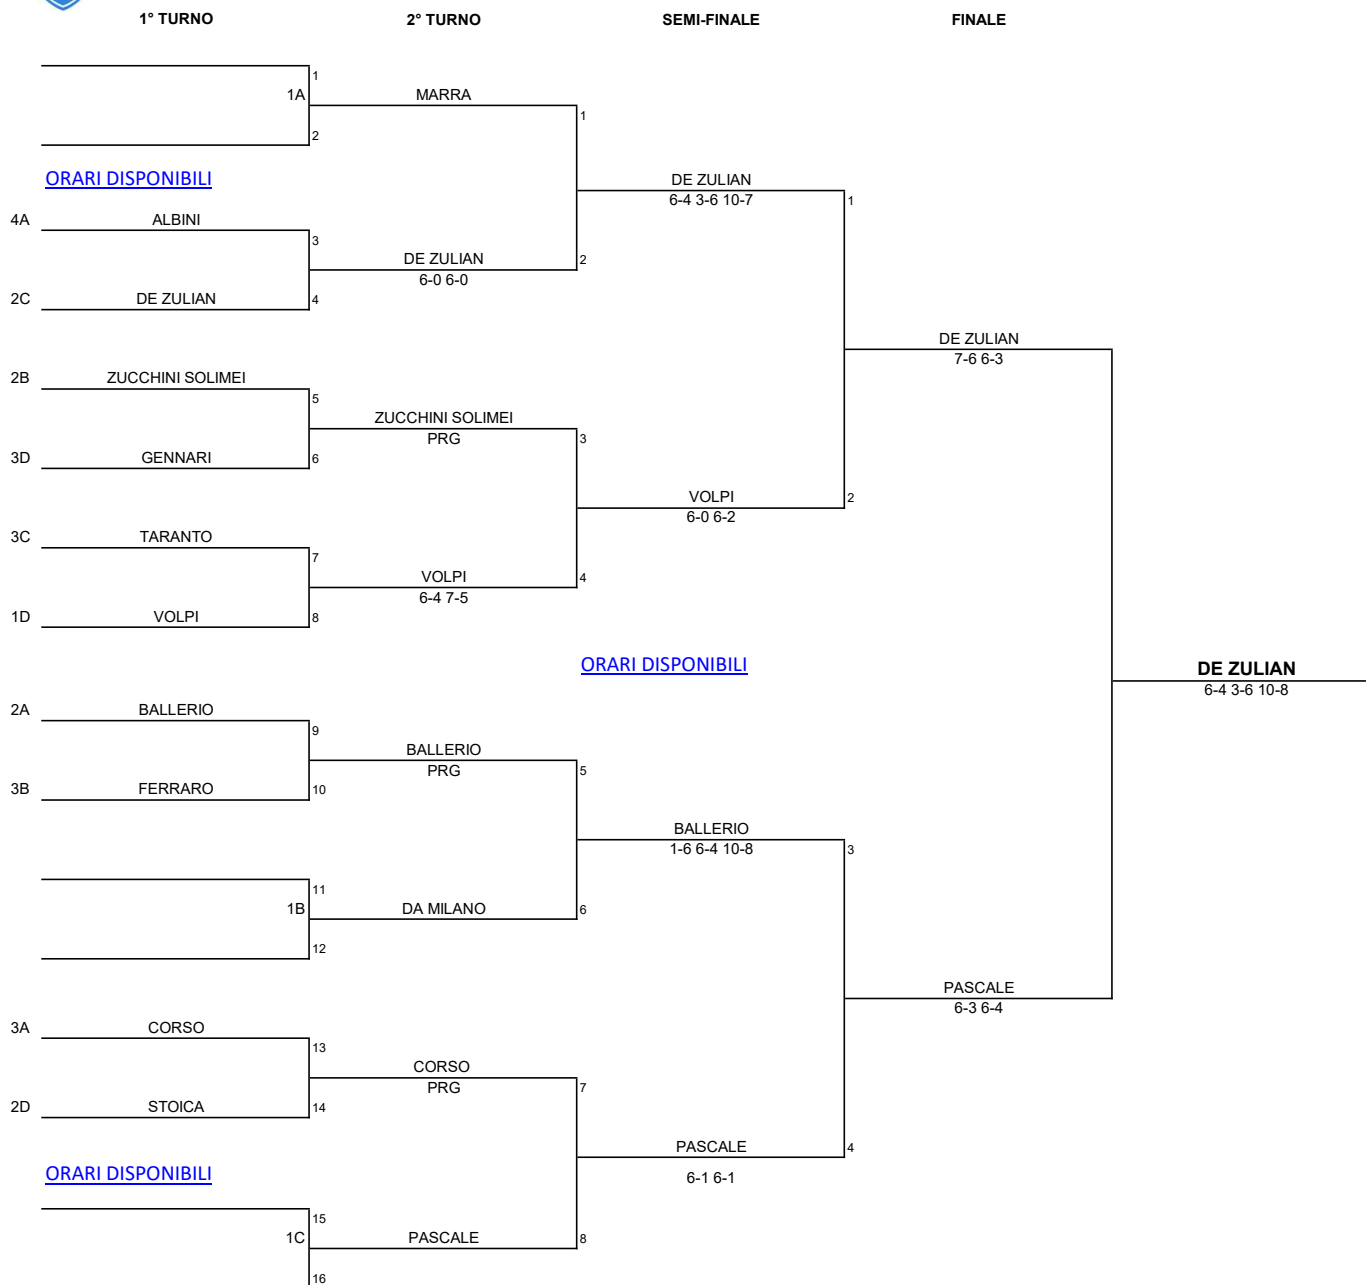 1° TURNO 2° TURNO SEMI-FINALE FINALE
1
1A MARRA
1
2
ORARI DISPONIBILI
DE ZULIAN
6-4 3-6 10-7
1
4A ALBINI
3
DE ZULIAN
2
6-0 6-0
2C DE ZULIAN 4
DE ZULIAN
7-6 6-3
2B ZUCCHINI SOLIMEI
5
ZUCCHINI SOLIMEI
PRG
3
3D GENNARI 6
VOLPI 2
6-0 6-2
3C TARANTO
7
VOLPI 4
6-4 7-5
1D VOLPI 8
ORARI DISPONIBILI
DE ZULIAN
6-4 3-6 10-8
2A BALLERIO
9
BALLERIO
PRG 5
3B FERRARO 10
BALLERIO
1-6 6-4 10-8 3
11
1B DA MILANO 6
12
PASCALE
6-3 6-4
3A CORSO
13
CORSO
PRG 7
2D STOICA 14
PASCALE 4
ORARI DISPONIBILI
6-1 6-1
15
1C PASCALE 8
16